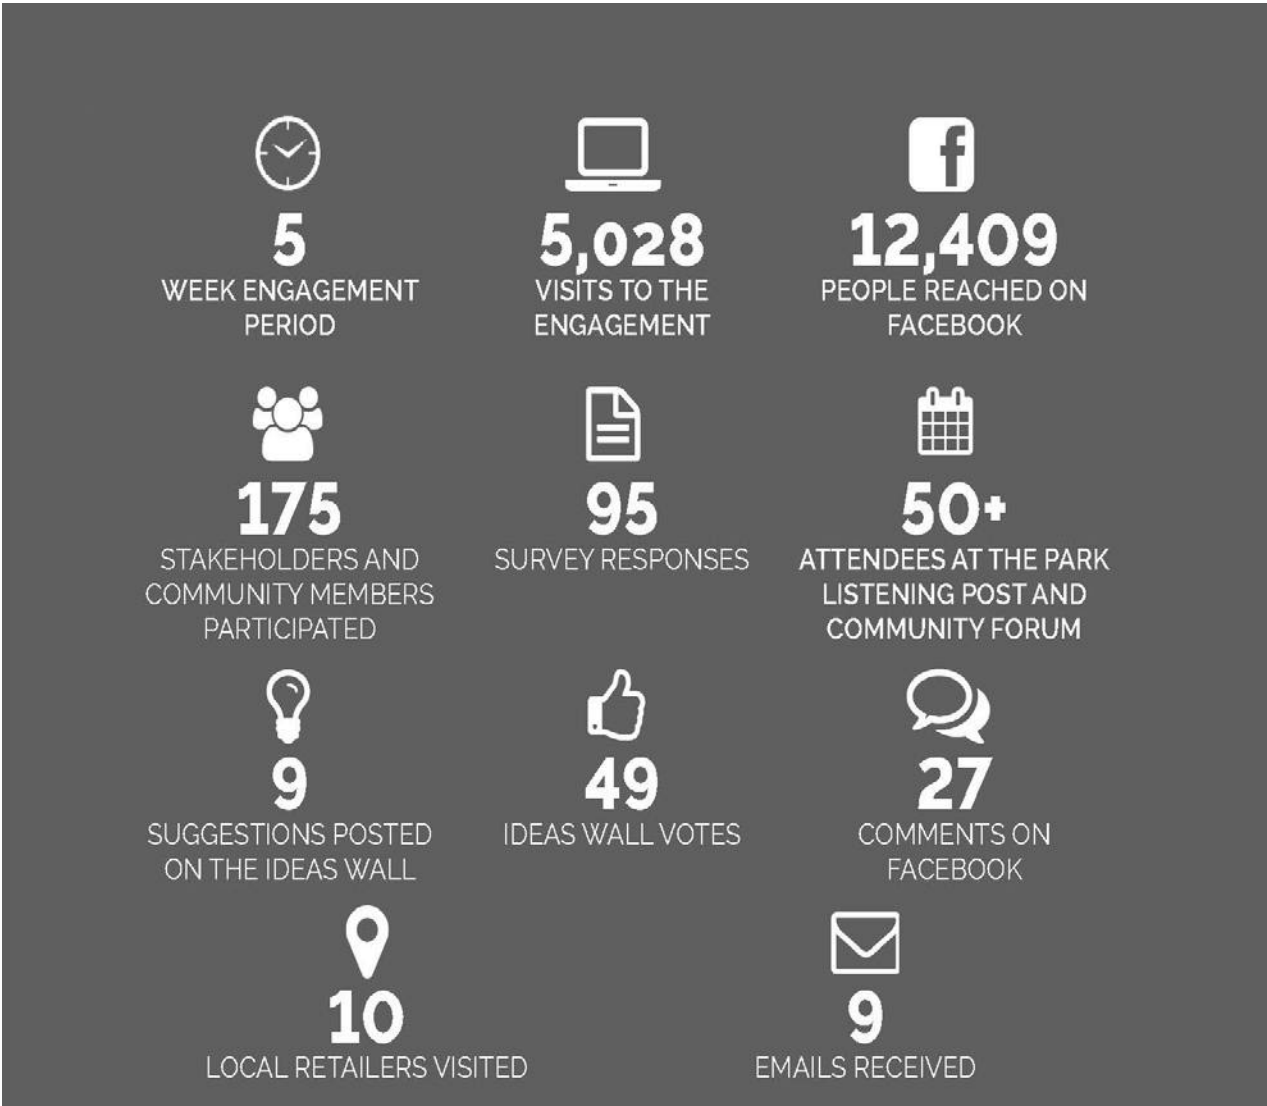 5
WEEK ENGAGEMENT
PERIOD
5,028
VISITS TO THE
ENGAGEMENT
12,409
PEOPLE REACHED ON
FACEBOOK
175
STAKEHOLDERS AND
COMMUNITY MEMBERS
PARTICIPATED
95
SURVEY RESPONSES
50+
ATTENDEES AT THE PARK
LISTENING POST AND
COMMUNITY FORUM
9
SUGGESTIONS POSTED
ON THE IDEAS WALL
49
IDEAS WALL VOTES
27
COMMENTS ON
FACEBOOK
10
LOCAL RETAILERS VISITED
9
EMAILS RECEIVED